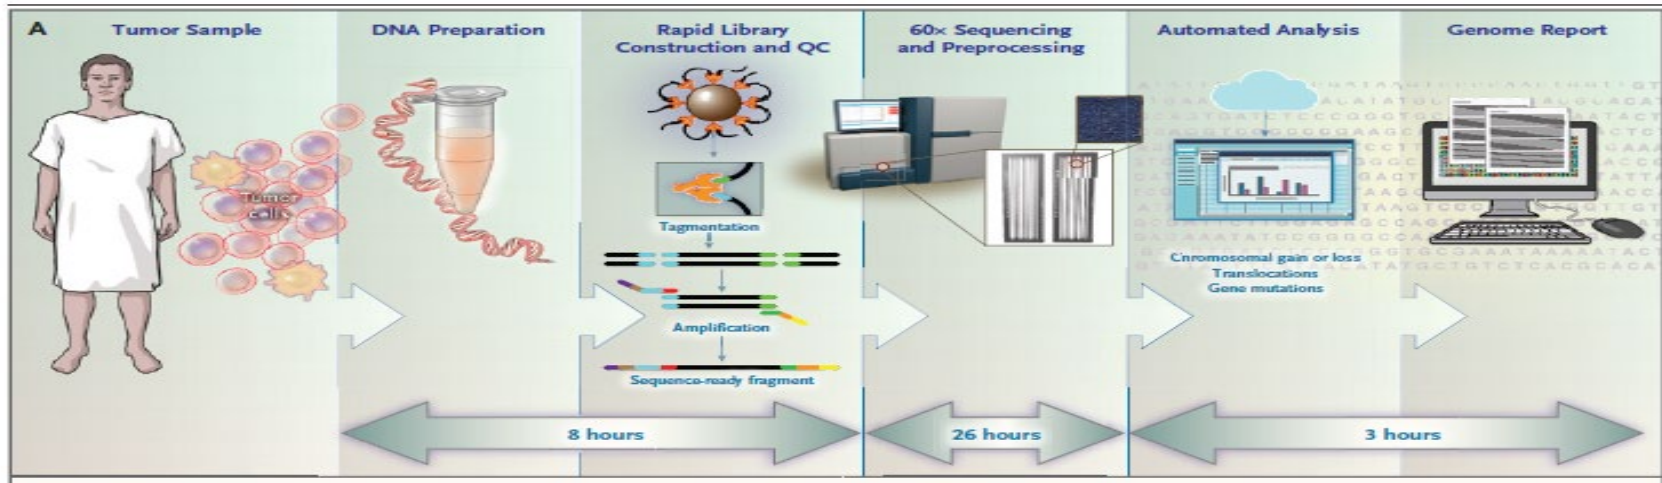 A
Tumor Sample
DNA Preparation
Rapid Library
Construction and QC
60× Sequencing
and Preprocessing
Automated Analysis
Genome Report
Tumor
cells
Tagmentation
Amplification
Sequence-ready fragment
Chromosomal gain or loss
Translocations
Gene mutations
8 hours
26 hours
3 hours